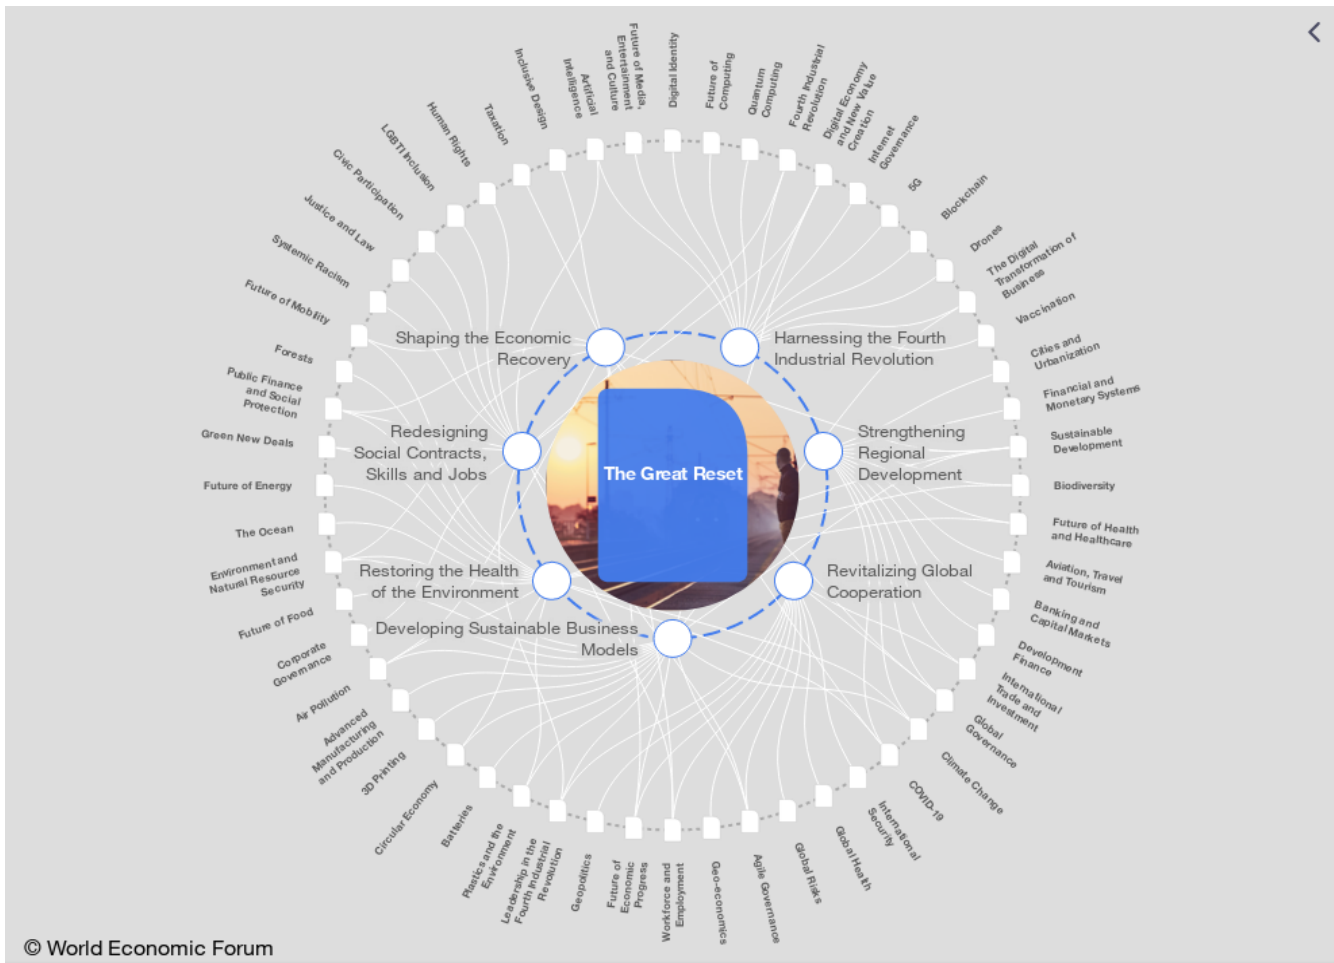 The Great Reset
Shaping the Economic
Recovery
Harnessing the Fourth
Industrial Revolution
Strengthening
Regional
Development
Revitalizing Global
Cooperation
Developing Sustainable Business
Models
Restoring the Health
of the Environment
Redesigning
Social Contracts,
Skills and Jobs
Digital Identity
Future of
Computing
Quantum
Computing
Fourth Industrial
Revolution
Digital Economy
and New Value
Creation
Internet
Governance
5G
Blockchain
Drones
The Digital
Transformation of
Business
Vaccination
Cities and
Urbanization
Financial and
Monetary Systems
Sustainable
Development
Biodiversity
Future of Health
and Healthcare
Aviation, Travel
and Tourism
Banking and
Capital Markets
Development
Finance
International
Trade and
Investment
Global
Governance
Climate Change
COVID-19
International
Security
Global Health
Global Risks
Agile Governance
Geo-economics
Workforce and
Employment
Future of
Economic
Progress
Geopolitics
Leadership in the
Fourth Industrial
Revolution
Plastics and the
Environment
Batteries
Circular Economy
3D Printing
Advanced
Manufacturing
and Production
Air Pollution
Corporate
Governance
Future of Food
Environment and
Natural Resource
Security
The Ocean
Future of Energy
Green New Deals
Public Finance
and Social
Protection
Forests
Future of Mobility
Systemic Racism
Justice and Law
Civic Participation
LGBTI Inclusion
Human Rights
Taxation
Inclusive Design
Artificial
Intelligence
Future of Media,
Entertainment
and Culture
© World Economic Forum